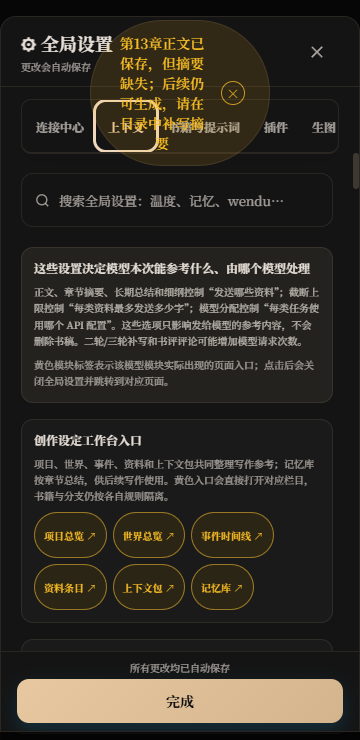 全局设置
更改会自动保存
第13章正文已
保存，但摘要
缺失；后续仍
可生成，请在
目录中补写摘
要
连接中心 上下文 书籍与提示词 插件 生图
搜索全局设置：温度、记忆、wendu…
这些设置决定模型本次能参考什么、由哪个模型处理
正文、章节摘要、长期总结和细纲控制“发送哪些资料”；截断上
限控制“每类资料最多发送多少字”；模型分配控制“每类任务使
用哪个 API 配置”。这些选项只影响发给模型的参考内容，不会
删除书稿。二轮/三轮补写和书评评论可能增加模型请求次数。
黄色模块标签表示该模型模块实际出现的页面入口；点击后会关
闭全局设置并跳转到对应页面。
创作设定工作台入口
项目、世界、事件、资料和上下文包共同整理写作参考；记忆库
按章节总结，供后续写作使用。黄色入口会直接打开对应栏目，
书籍与分支仍按各自规则隔离。
项目总览 ↗ 世界总览 ↗ 事件时间线 ↗
资料条目 ↗ 上下文包 ↗ 记忆库 ↗
所有更改均已自动保存
完成